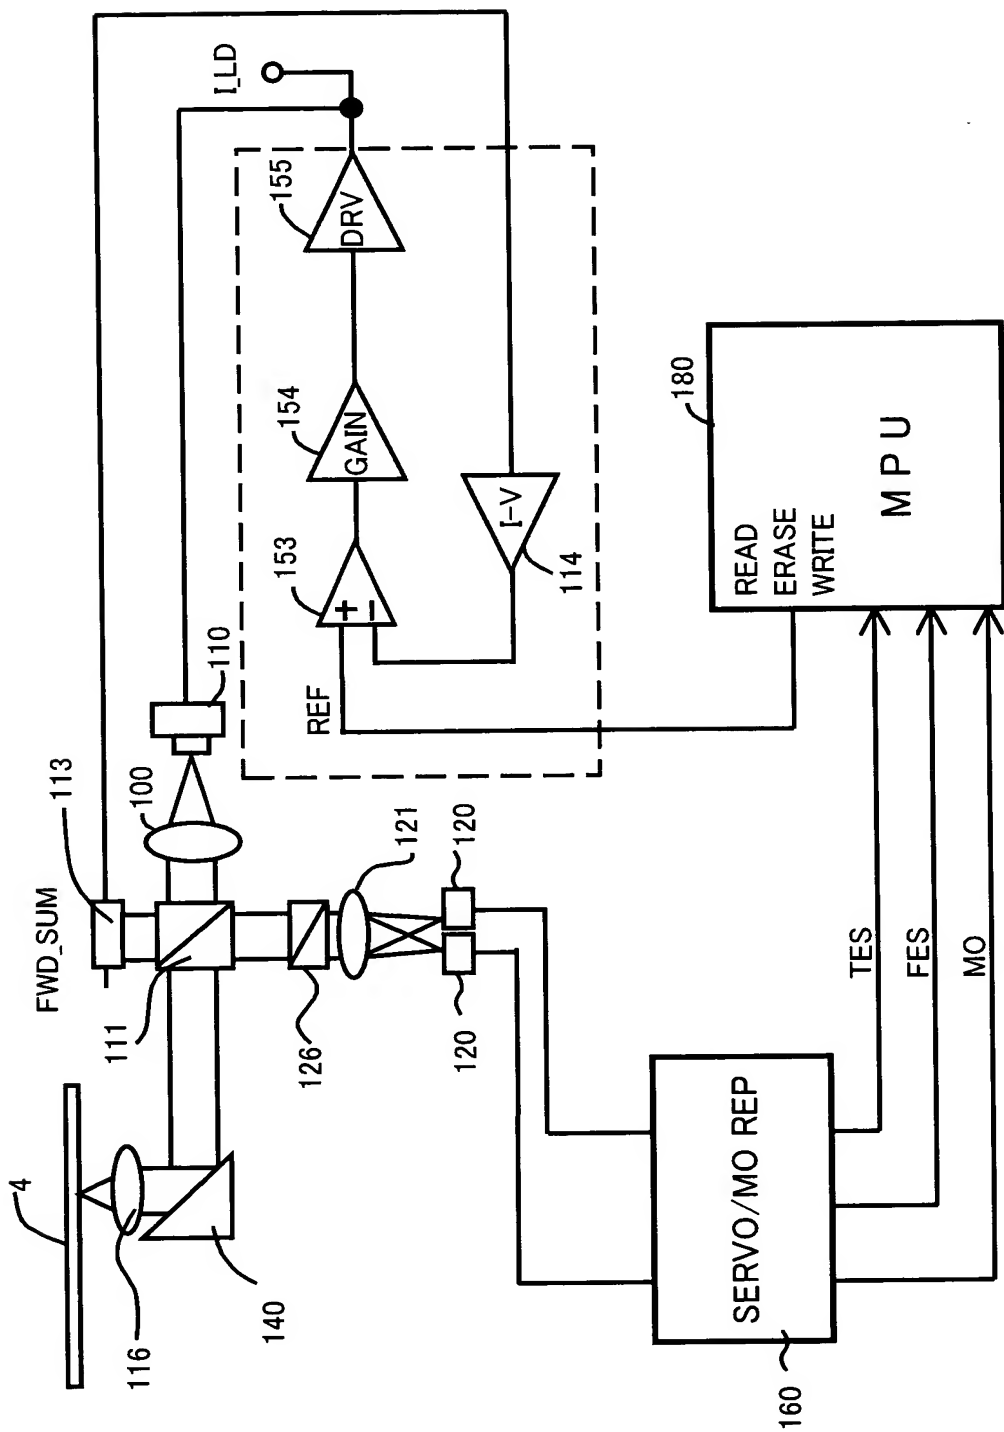 4
116
140
FWD_SUM
113
111
100
110
126
121
120
120
I_LD
155
DRV
154
GAIN
153
+
−
I-V
114
REF
180
READ
ERASE
WRITE
MPU
TES
FES
MO
SERVO/MO REP
160